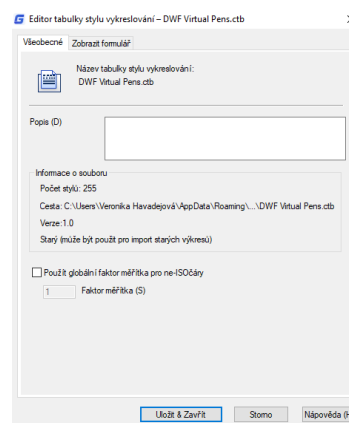 Editor tabulky stylu vykreslování – DWF Virtual Pens.ctb
Všeobecné Zobrazit formulář
Název tabulky stylu vykreslování:
DWF Virtual Pens.ctb
Popis (D)
Informace o souboru
Počet stylů: 255
Cesta: C:\Users\Veronika Havadejová\AppData\Roaming\...\DWF Virtual Pens.ctb
Verze:1.0
Starý (může být použit pro import starých výkresů)
Použít globální faktor měřítka pro ne-ISOčáry
1 Faktor měřítka (S)
Uložit & Zavřít Storno Nápověda (H